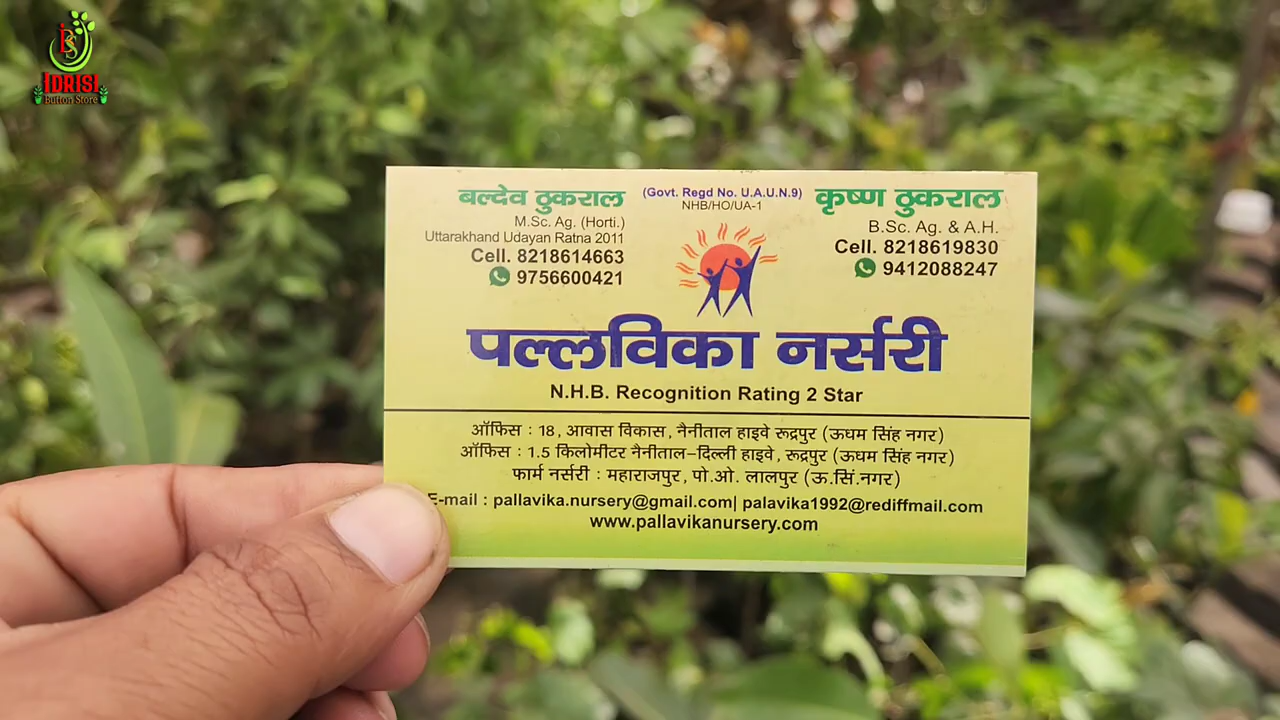 IBS
IDRISI
Button Store
बल्देव ठुकराल
M.Sc. Ag. (Horti.)
Uttarakhand Udayan Ratna 2011
Cell. 8218614663
9756600421
(Govt. Regd No. U.A.U.N.9)
NHB/HO/UA-1
कृष्ण ठुकराल
B.Sc. Ag. & A.H.
Cell. 8218619830
9412088247
पल्लविका नर्सरी
N.H.B. Recognition Rating 2 Star
ऑफिस : 18, आवास विकास, नैनीताल हाइवे रूद्रपुर (ऊघम सिंह नगर)
ऑफिस : 1.5 किलोमीटर नैनीताल-दिल्ली हाइवे, रूद्रपुर (ऊघम सिंह नगर)
फार्म नर्सरी : महाराजपुर, पो.ओ. लालपुर (ऊ.सिं.नगर)
E-mail : pallavika.nursery@gmail.com| palavika1992@rediffmail.com
www.pallavikanursery.com